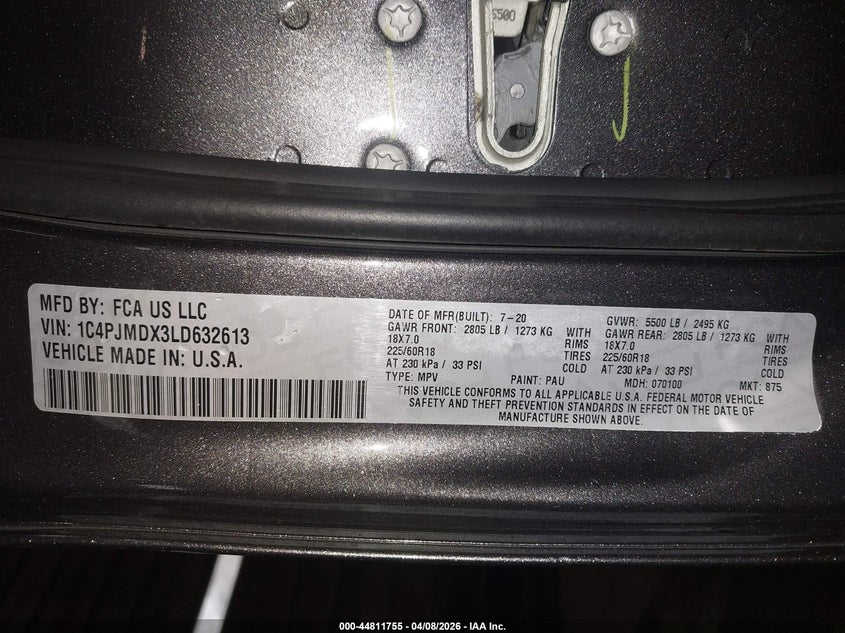 S500
MFD BY: FCA US LLC
VIN: 1C4PJMDX3LD632613
VEHICLE MADE IN: U.S.A.
DATE OF MFR(BUILT): 7-20
GAWR FRONT: 2805 LB / 1273 KG WITH
18X7.0 RIMS
225/60R18 TIRES
AT 230 kPa / 33 PSI COLD
TYPE: MPV PAINT: PAU
GVWR: 5500 LB / 2495 KG
GAWR REAR: 2805 LB / 1273 KG WITH
18X7.0 RIMS
225/60R18 TIRES
AT 230 kPa / 33 PSI COLD
MDH: 070100 MKT: 875
THIS VEHICLE CONFORMS TO ALL APPLICABLE U.S.A. FEDERAL MOTOR VEHICLE
SAFETY AND THEFT PREVENTION STANDARDS IN EFFECT ON THE DATE OF
MANUFACTURE SHOWN ABOVE.
000-44811755 - 04/08/2026 - IAA Inc.